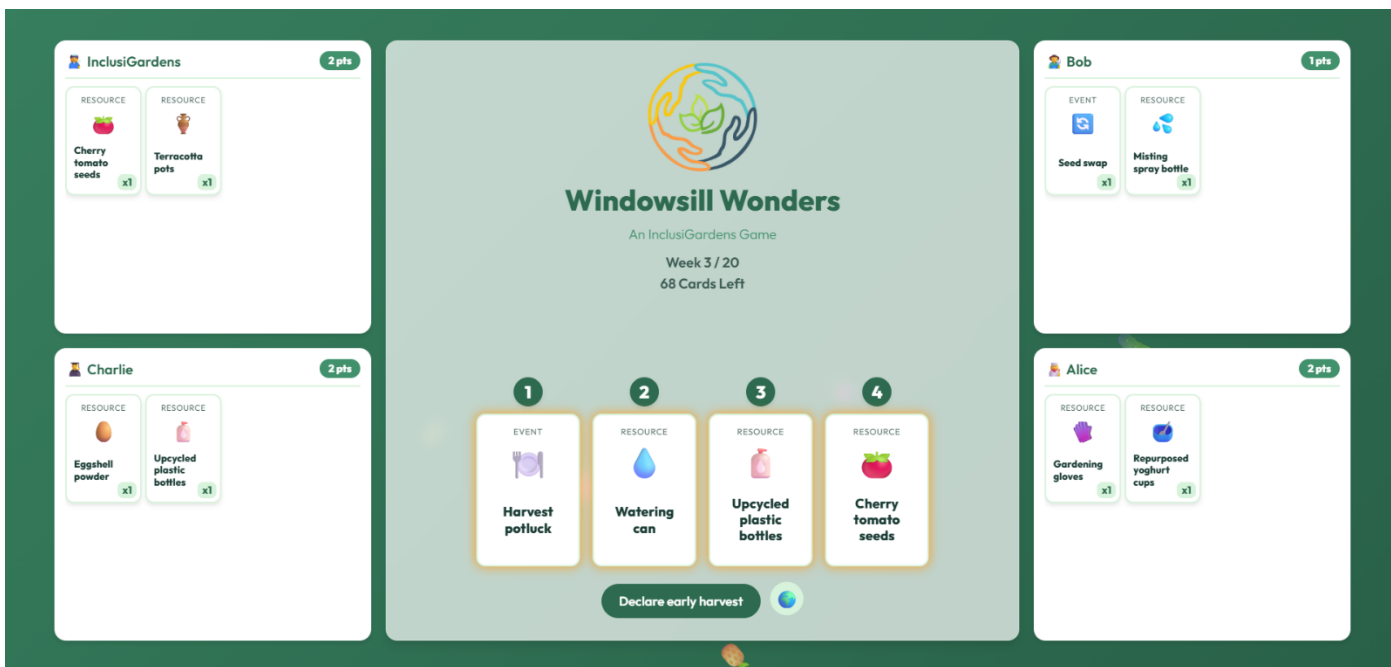 InclusiGardens
2 pts
RESOURCE
Cherry
tomato
seeds
x1
RESOURCE
Terracotta
pots
x1
Charlie
2 pts
RESOURCE
Eggshell
powder
x1
RESOURCE
Upcycled
plastic
bottles
x1
Windowsill Wonders
An InclusiGardens Game
Week 3 / 20
68 Cards Left
1
EVENT
Harvest
potluck
2
RESOURCE
Watering
can
3
RESOURCE
Upcycled
plastic
bottles
4
RESOURCE
Cherry
tomato
seeds
Declare early harvest
Bob
1 pts
EVENT
Seed swap
x1
RESOURCE
Misting
spray bottle
x1
Alice
2 pts
RESOURCE
Gardening
gloves
x1
RESOURCE
Repurposed
yoghurt
cups
x1